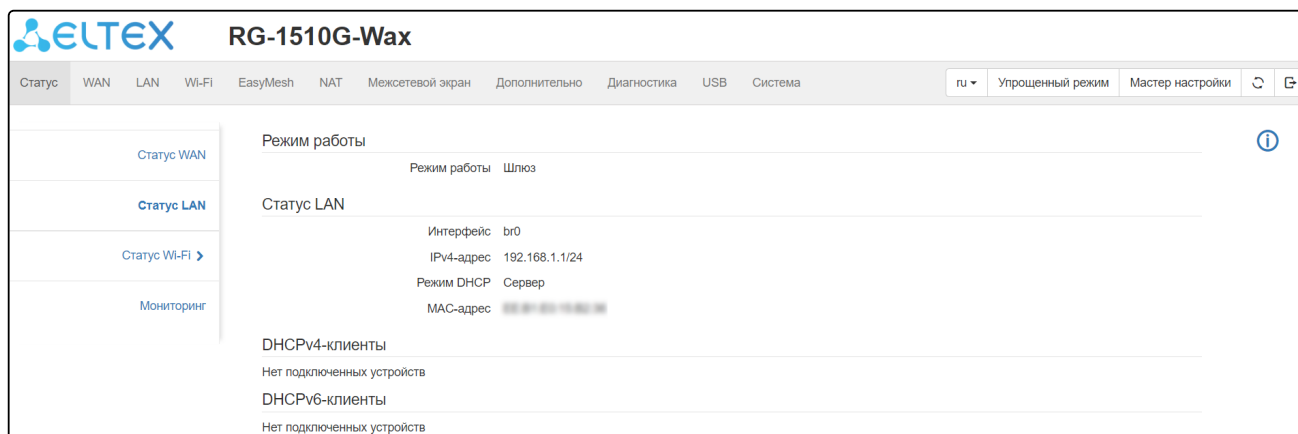 ELTEX RG-1510G-Wax
Статус WAN LAN Wi-Fi EasyMesh NAT Межсетевой экран Дополнительно Диагностика USB Система ru Упрощенный режим Мастер настройки
Статус WAN
Статус LAN
Статус Wi-Fi
Мониторинг
Режим работы
Режим работы Шлюз
Статус LAN
Интерфейс br0
IPv4-адрес 192.168.1.1/24
Режим DHCP Сервер
MAC-адрес
DHCPv4-клиенты
Нет подключенных устройств
DHCPv6-клиенты
Нет подключенных устройств